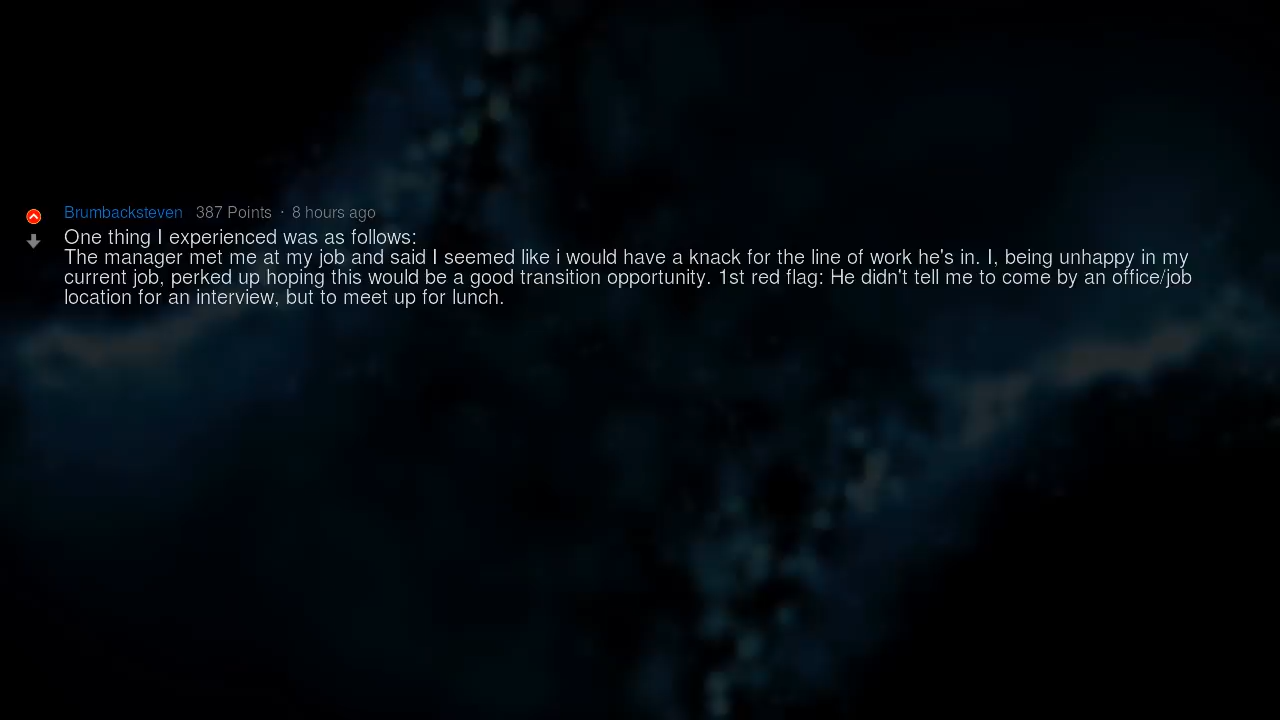 Brumbacksteven 387 Points · 8 hours ago
One thing I experienced was as follows:
The manager met me at my job and said I seemed like i would have a knack for the line of work he's in. I, being unhappy in my
current job, perked up hoping this would be a good transition opportunity. 1st red flag: He didn't tell me to come by an office/job
location for an interview, but to meet up for lunch.